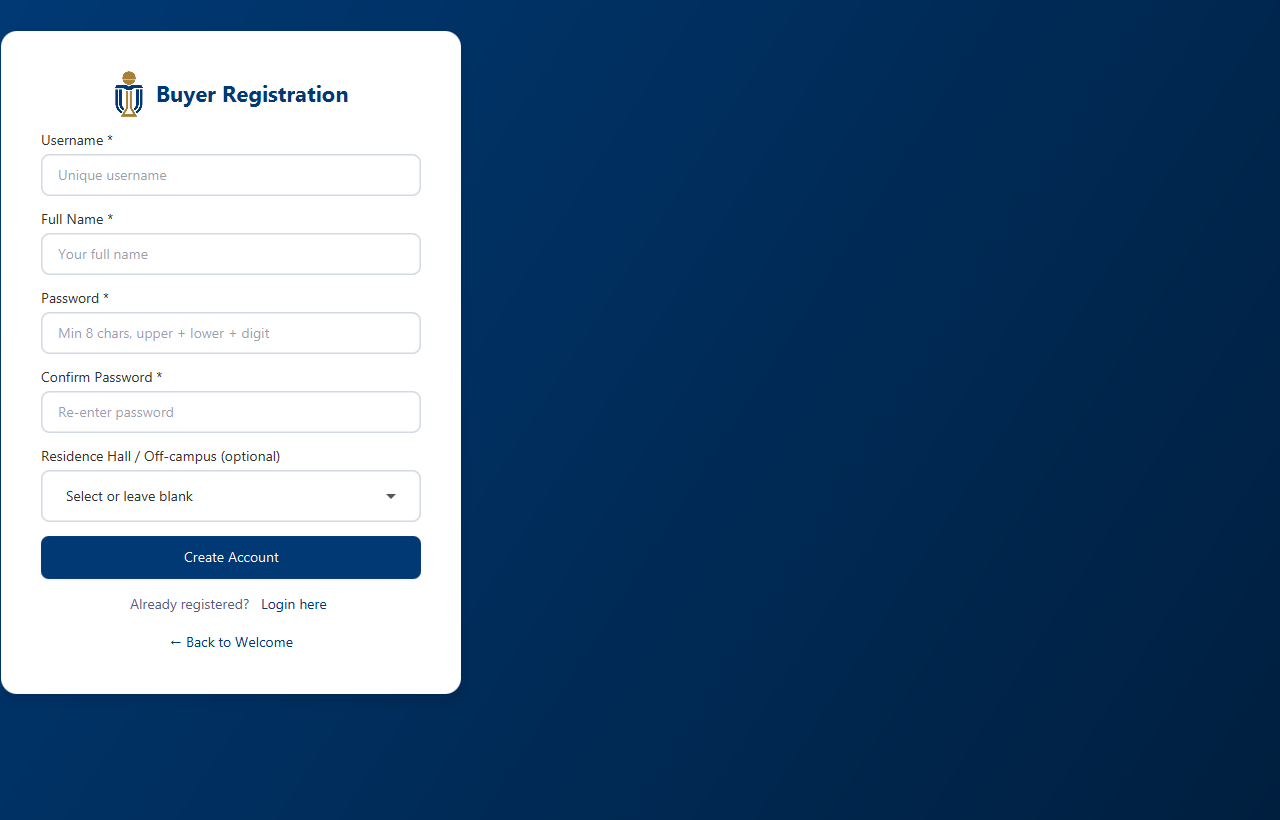 Buyer Registration
Username *
Unique username
Full Name *
Your full name
Password *
Min 8 chars, upper + lower + digit
Confirm Password *
Re-enter password
Residence Hall / Off-campus (optional)
Select or leave blank
Create Account
Already registered? Login here
← Back to Welcome